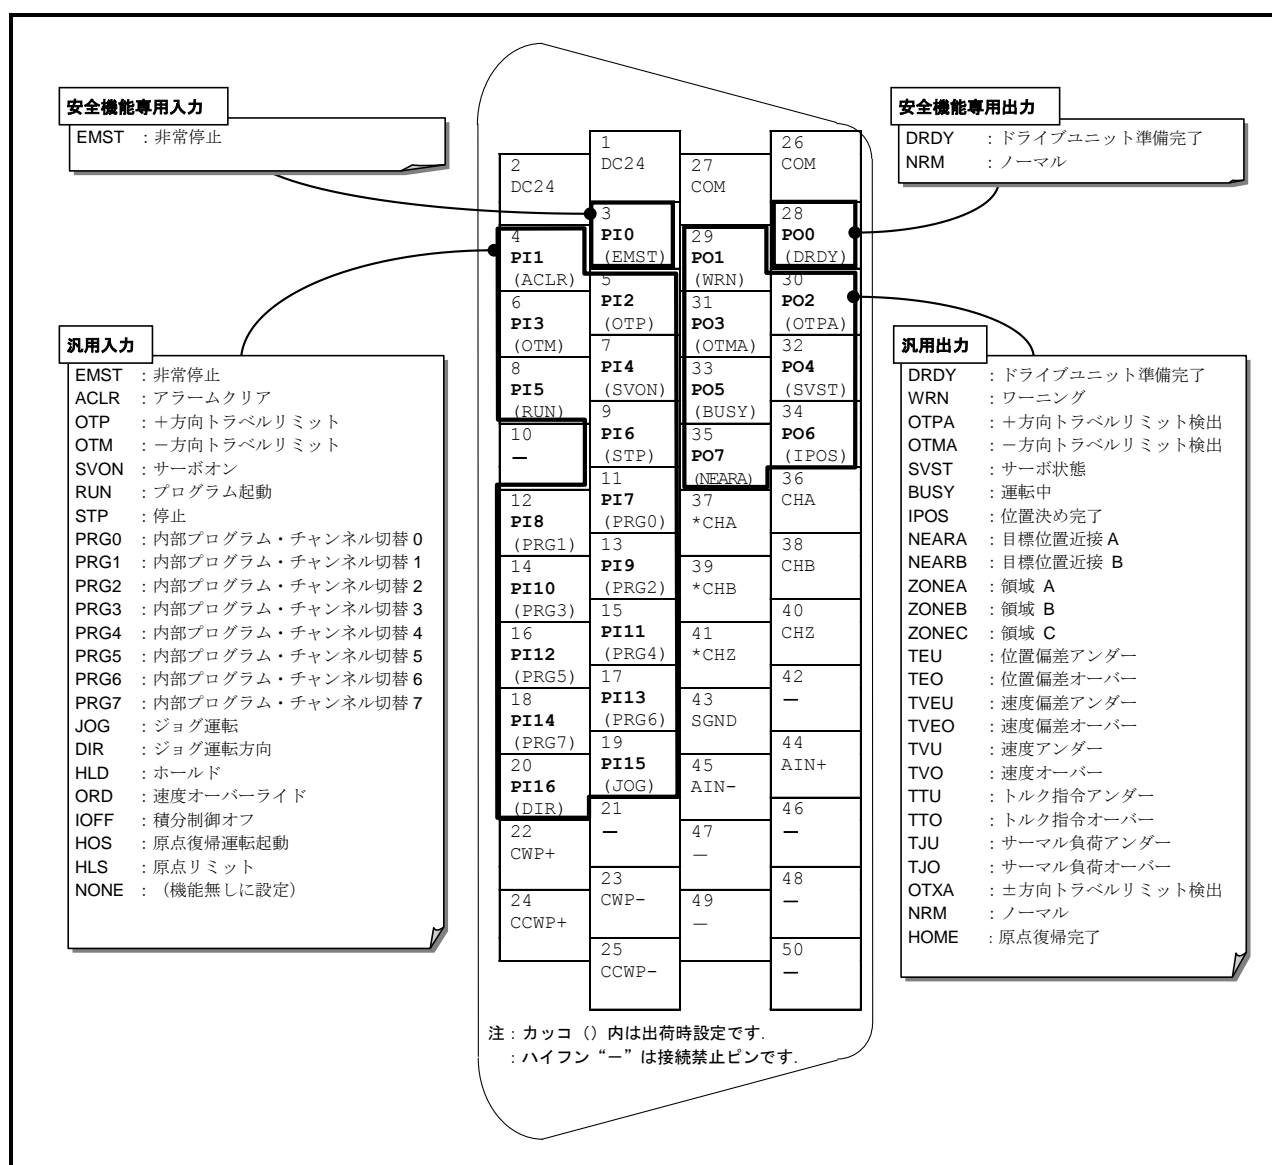 安全機能専用入力
EMST ：非常停止
汎用入力
EMST ：非常停止
ACLR ：アラームクリア
OTP ：＋方向トラベルリミット
OTM ：－方向トラベルリミット
SVON ：サーボオン
RUN ：プログラム起動
STP ：停止
PRG0 ：内部プログラム・チャンネル切替 0
PRG1 ：内部プログラム・チャンネル切替 1
PRG2 ：内部プログラム・チャンネル切替 2
PRG3 ：内部プログラム・チャンネル切替 3
PRG4 ：内部プログラム・チャンネル切替 4
PRG5 ：内部プログラム・チャンネル切替 5
PRG6 ：内部プログラム・チャンネル切替 6
PRG7 ：内部プログラム・チャンネル切替 7
JOG ：ジョグ運転
DIR ：ジョグ運転方向
HLD ：ホールド
ORD ：速度オーバーライド
IOFF ：積分制御オフ
HOS ：原点復帰運転起動
HLS ：原点リミット
NONE ：（機能無しに設定）
2
DC24
4
PI1
(ACLR)
6
PI3
(OTM)
8
PI5
(RUN)
10
－
12
PI8
(PRG1)
14
PI10
(PRG3)
16
PI12
(PRG5)
18
PI14
(PRG7)
20
PI16
(DIR)
22
CWP+
24
CCWP+
1
DC24
3
PI0
(EMST)
5
PI2
(OTP)
7
PI4
(SVON)
9
PI6
(STP)
11
PI7
(PRG0)
13
PI9
(PRG2)
15
PI11
(PRG4)
17
PI13
(PRG6)
19
PI15
(JOG)
21
－
23
CWP-
25
CCWP-
27
COM
29
PO1
(WRN)
31
PO3
(OTMA)
33
PO5
(BUSY)
35
PO7
(NEARA)
37
*CHA
39
*CHB
41
*CHZ
43
SGND
45
AIN-
47
－
49
－
26
COM
28
PO0
(DRDY)
30
PO2
(OTPA)
32
PO4
(SVST)
34
PO6
(IPOS)
36
CHA
38
CHB
40
CHZ
42
－
44
AIN+
46
－
48
－
50
－
注：カッコ（）内は出荷時設定です.
：ハイフン“－”は接続禁止ピンです.
安全機能専用出力
DRDY ：ドライブユニット準備完了
NRM ：ノーマル
汎用出力
DRDY ：ドライブユニット準備完了
WRN ：ワーニング
OTPA ：＋方向トラベルリミット検出
OTMA ：－方向トラベルリミット検出
SVST ：サーボ状態
BUSY ：運転中
IPOS ：位置決め完了
NEARA ：目標位置近接 A
NEARB ：目標位置近接 B
ZONEA ：領域 A
ZONEB ：領域 B
ZONEC ：領域 C
TEU ：位置偏差アンダー
TEO ：位置偏差オーバー
TVEU ：速度偏差アンダー
TVEO ：速度偏差オーバー
TVU ：速度アンダー
TVO ：速度オーバー
TTU ：トルク指令アンダー
TTO ：トルク指令オーバー
TJU ：サーマル負荷アンダー
TJO ：サーマル負荷オーバー
OTXA ：±方向トラベルリミット検出
NRM ：ノーマル
HOME ：原点復帰完了